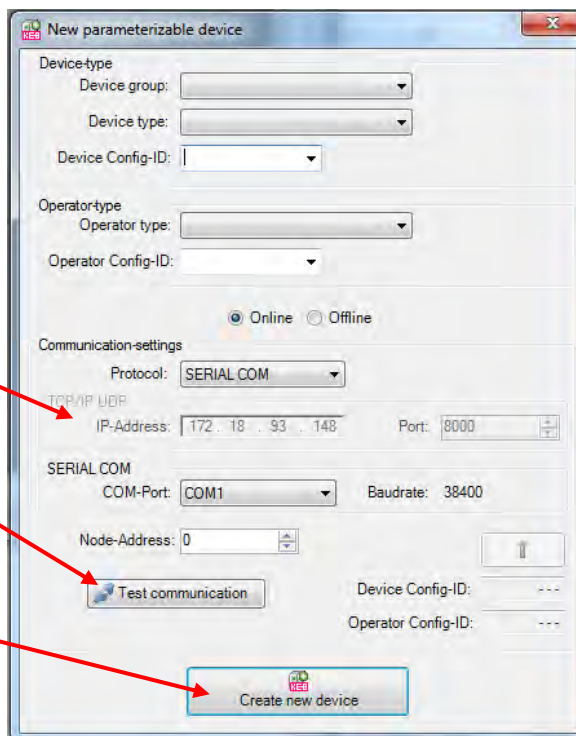 KEB New parameterizable device
Device-type
Device group:
Device type:
Device Config-ID:
Operator-type
Operator type:
Operator Config-ID:
Online Offline
Communication-settings
Protocol: SERIAL COM
TCP/IP UDP
IP-Address: 172 . 18 . 93 . 148 Port: 8000
SERIAL COM
COM-Port: COM1 Baudrate: 38400
Node-Address: 0
Test communication Device Config-ID: ---
Operator Config-ID: ---
KEB
Create new device